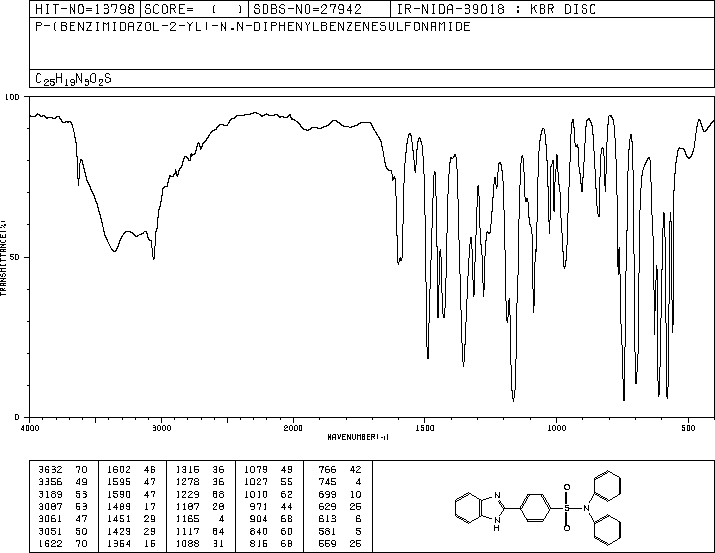 HIT-NO=13798 SCORE= ( ) SDBS-NO=27942 IR-NIDA-39018 : KBR DISC
P-(BENZIMIDAZOL-2-YL)-N,N-DIPHENYLBENZENESULFONAMIDE
C25H19N3O2S
100
50
0
TRANSMITTANCE(%)
4000 3000 2000 1500 1000 500
WAVENUMBER(-1)
3632 70 1602 46 1316 36 1079 49 766 42
3356 49 1595 47 1278 36 1027 55 745 4
3189 53 1590 47 1229 68 1010 62 699 10
3087 53 1489 17 1187 28 971 44 629 25
3061 47 1451 29 1165 4 904 68 613 6
3051 50 1429 29 1117 64 840 60 581 5
1622 70 1364 16 1088 31 816 68 559 25
N
N
H
O
S
O
N